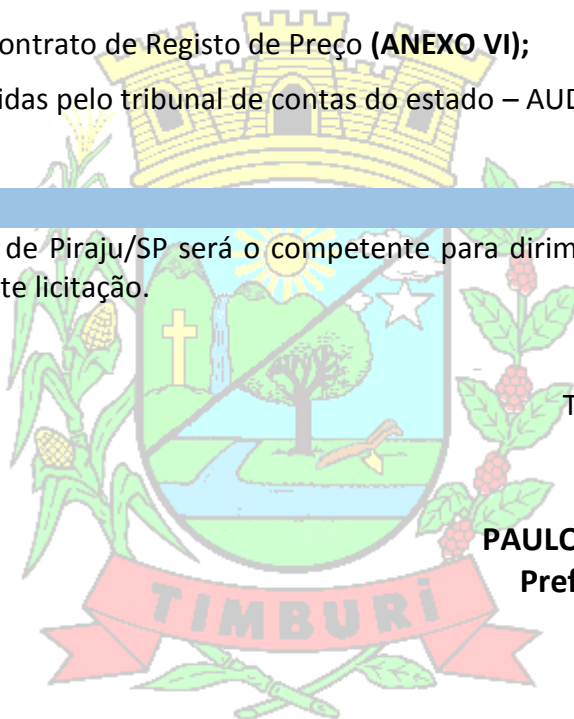 ontrato de Registo de Preço (ANEXO VI);
idas pelo tribunal de contas do estado – AUD
de Piraju/SP será o competente para dirim
te licitação.
T
PAULO
Pref
TIMBURÍ